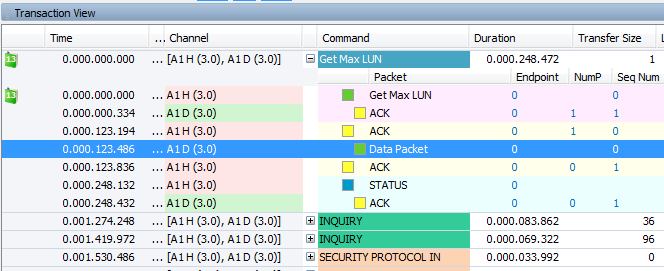 Transaction View
Time ... Channel Command Duration Transfer Size L
13 0.000.000.000 ... [A1 H (3.0), A1 D (3.0)] Get Max LUN 0.000.248.472 1
Packet Endpoint NumP Seq Num
13 0.000.000.000 ... A1 H (3.0) Get Max LUN 0 0
0.000.000.334 ... A1 D (3.0) ACK 0 1 1
0.000.123.194 ... A1 H (3.0) ACK 0 1 0
0.000.123.486 ... A1 D (3.0) Data Packet 0 0
0.000.123.836 ... A1 H (3.0) ACK 0 0 1
0.000.248.132 ... A1 H (3.0) STATUS 0
0.000.248.432 ... A1 D (3.0) ACK 0 0 1
0.001.274.248 ... [A1 H (3.0), A1 D (3.0)] INQUIRY 0.000.083.862 36
0.001.419.972 ... [A1 H (3.0), A1 D (3.0)] INQUIRY 0.000.069.322 96
0.001.530.486 ... [A1 H (3.0), A1 D (3.0)] SECURITY PROTOCOL IN 0.000.033.992 0